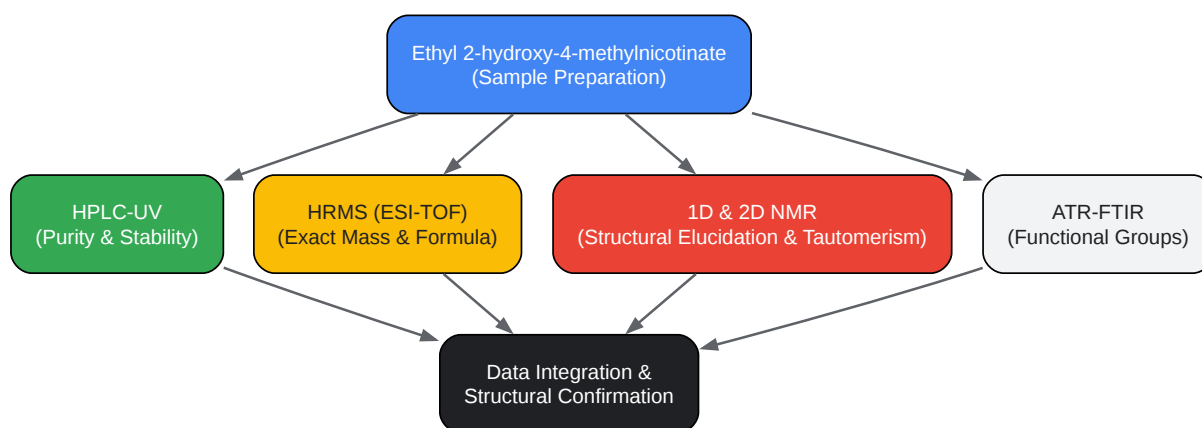 Ethyl 2-hydroxy-4-methylnicotinate
(Sample Preparation)
HPLC-UV
(Purity & Stability)
HRMS (ESI-TOF)
(Exact Mass & Formula)
1D & 2D NMR
(Structural Elucidation & Tautomerism)
ATR-FTIR
(Functional Groups)
Data Integration &
Structural Confirmation